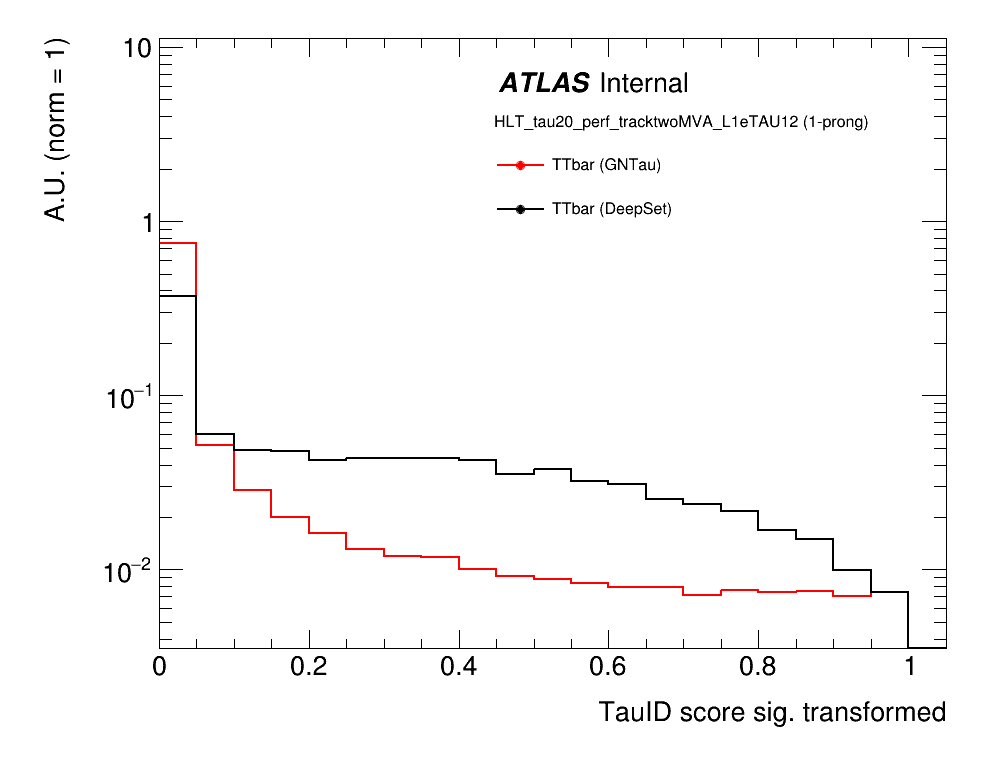 A.U. (norm = 1)
ATLAS Internal
HLT_tau20_perf_tracktwoMVA_L1eTAU12 (1-prong)
TTbar (GNTau)
TTbar (DeepSet)
10
1
10⁻¹
10⁻²
0 0.2 0.4 0.6 0.8 1
TauID score sig. transformed